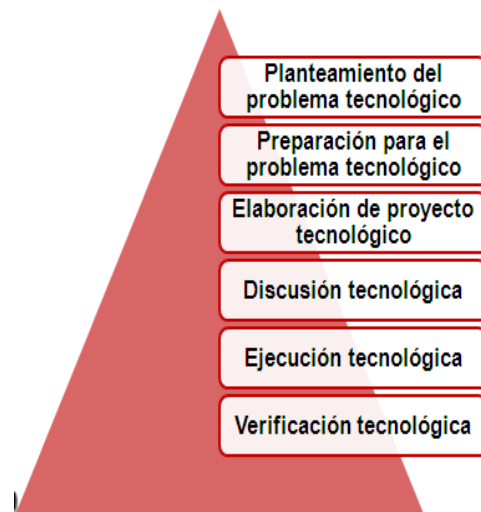 Planteamiento del
problema tecnológico
Preparación para el
problema tecnológico
Elaboración de proyecto
tecnológico
Discusión tecnológica
Ejecución tecnológica
Verificación tecnológica